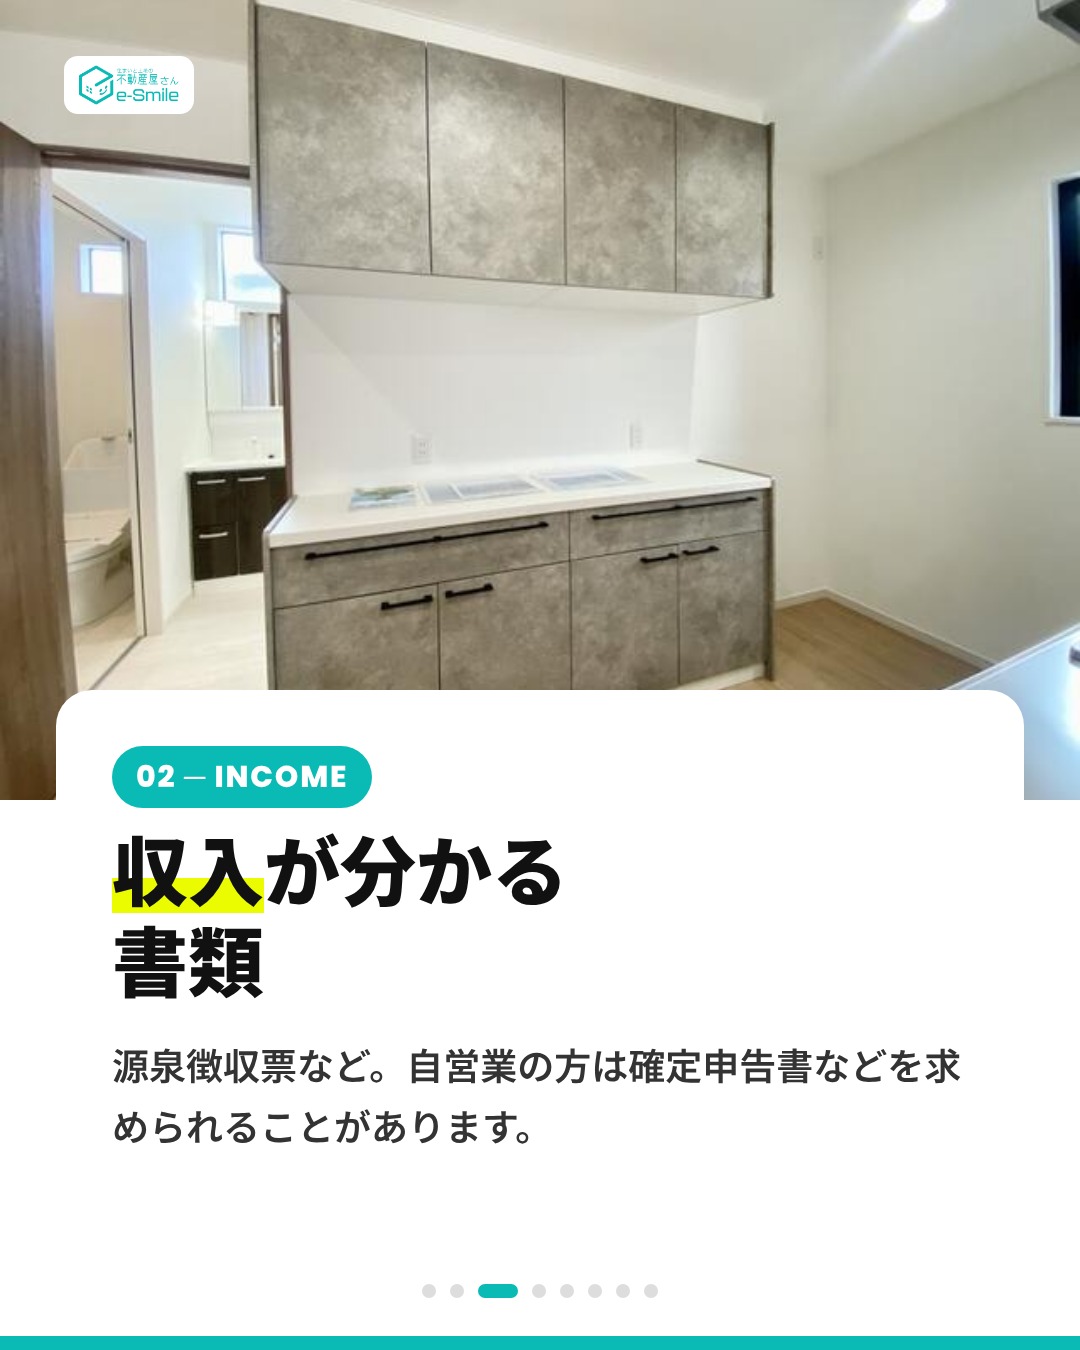 不動産屋さん
e-Smile
02 — INCOME
収入が分かる
書類
源泉徴収票など。自営業の方は確定申告書などを求
められることがあります。